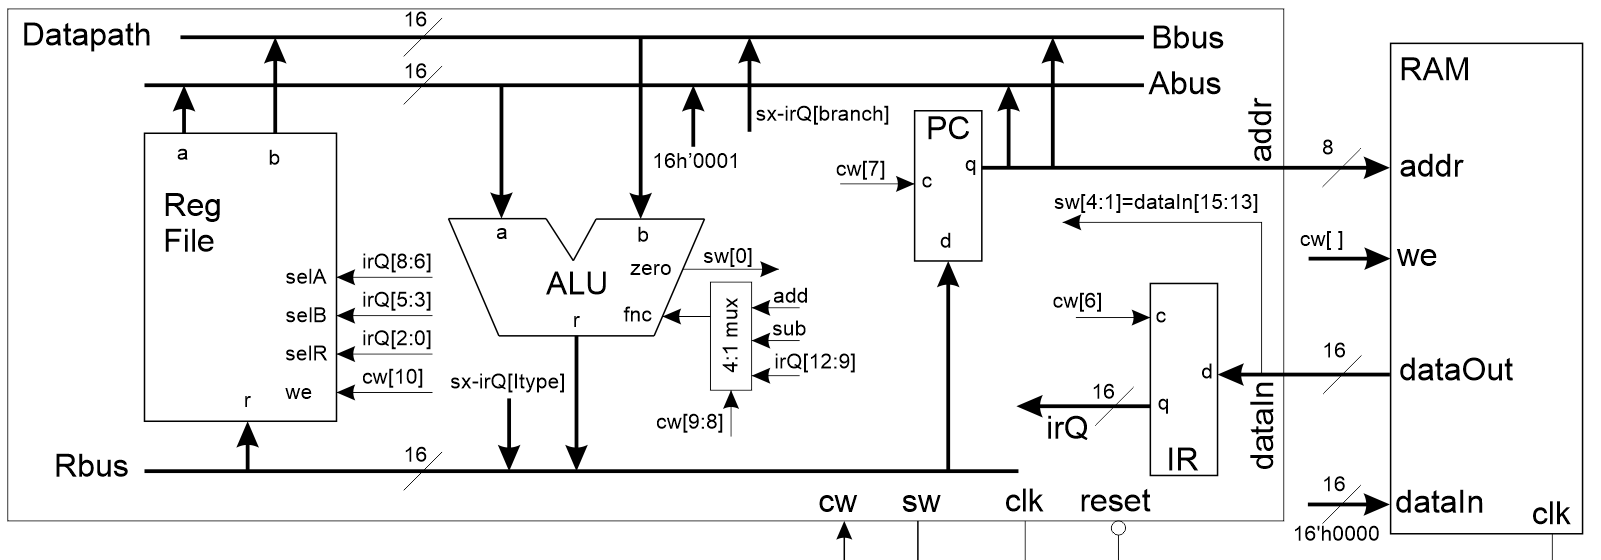 Datapath
16
Bbus
16
Abus
RAM
sx-irQ[branch]
16h'0001
a
b
Reg
File
selA
selB
selR
we
r
irQ[8:6]
irQ[5:3]
irQ[2:0]
cw[10]
a
b
ALU
zero
fnc
r
sw[0]
4:1 mux
add
sub
irQ[12:9]
cw[9:8]
sx-irQ[Itype]
Rbus
16
PC
q
c
d
cw[7]
addr
8
addr
sw[4:1]=dataIn[15:13]
cw[ ]
we
cw[6]
c
d
q
IR
16
irQ
dataIn
16
dataOut
16
dataIn
16'h0000
clk
cw
sw
clk
reset